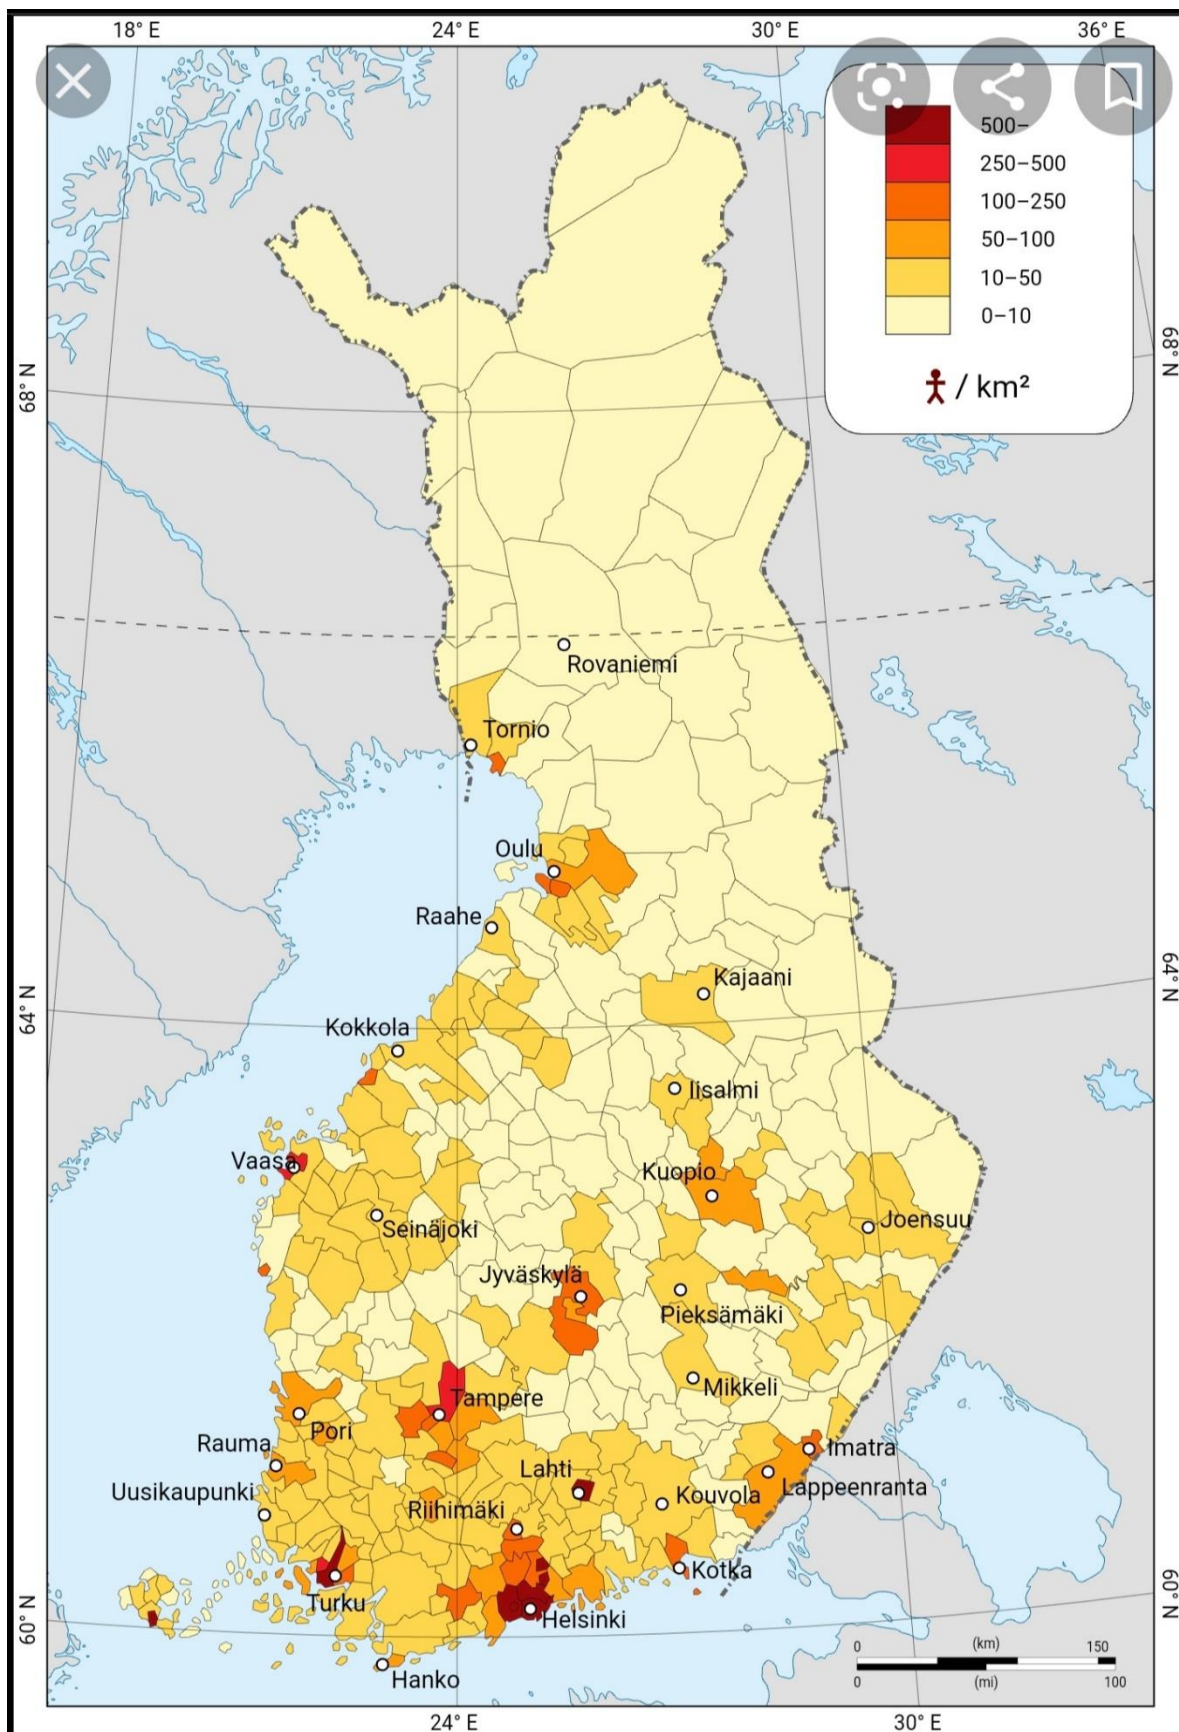 18° E
24° E
30° E
36° E
500–
250–500
100–250
50–100
10–50
0–10
/ km²
68° N
68° N
Rovaniemi
Tornio
Oulu
Raahe
Kajaani
64° N
64° N
Kokkola
Iisalmi
Vaasa
Kuopio
Seinäjoki
Joensuu
Jyväskylä
Pieksämäki
Mikkeli
Tampere
Pori
Rauma
Imatra
Lahti
Lappeenranta
Uusikaupunki
Riihimäki
Kouvola
Kotka
Turku
Helsinki
60° N
60° N
0 (km) 150
0 (mi) 100
Hanko
24° E
30° E